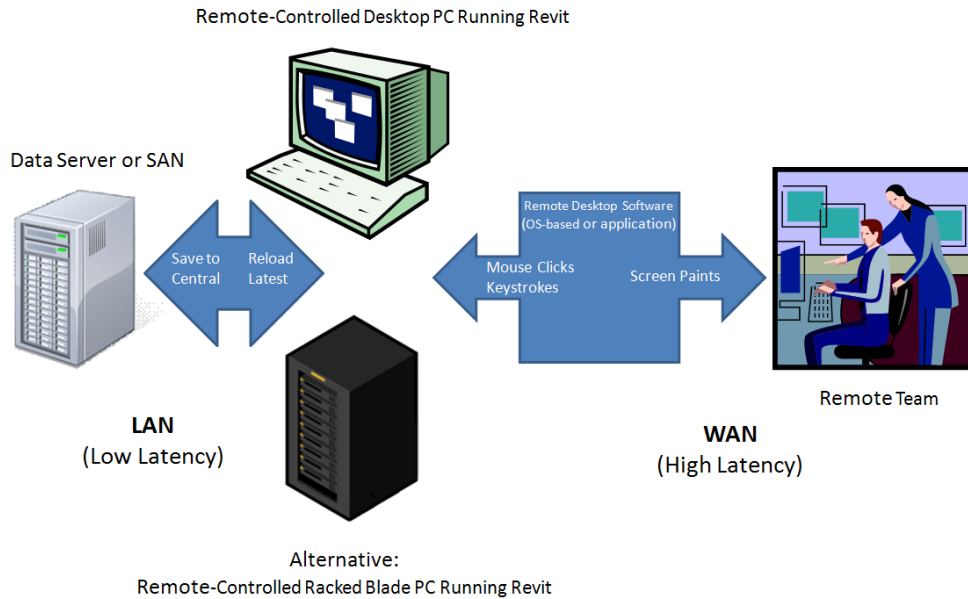 Remote-Controlled Desktop PC Running Revit
Data Server or SAN
Save to
Central
Reload
Latest
Remote Desktop Software
(OS-based or application)
Mouse Clicks
Keystrokes
Screen Paints
Remote Team
LAN
(Low Latency)
WAN
(High Latency)
Alternative:
Remote-Controlled Racked Blade PC Running Revit